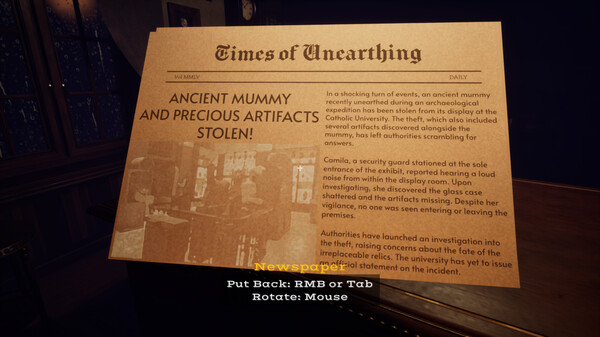 Times of Unearthing
DAILY
ANCIENT MUMMY
AND PRECIOUS ARTIFACTS
STOLEN!
In a shocking turn of events, an ancient mummy
recently unearthed during an archaeological
expedition has been stolen from its display at the
Catholic University. The theft, which also included
several artifacts discovered alongside the
mummy, has left authorities scrambling for
answers.
Camila, a security guard stationed at the sole
entrance of the exhibit, reported hearing a loud
noise from within the display room. Upon
investigating, she discovered the glass case
shattered and the artifacts missing. Despite her
vigilance, no one was seen entering or leaving the
premises.
Authorities have launched an investigation into
the theft, raising concerns about the fate of the
irreplaceable relics. The university has yet to issue
an official statement on the incident.
Newspaper
Put Back: RMB or Tab
Rotate: Mouse